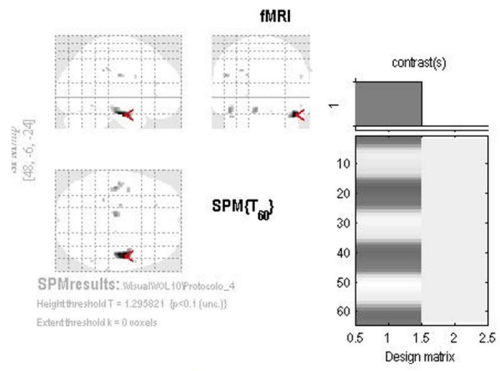 fMRI
contrast(s)
1
[48, -6, -24]
SPM{T60}
10
20
30
40
50
60
0.5 1 1.5 2 2.5
Design matrix
SPMresults: .\Visual\VOL10\Protocolo_4
Height threshold T = 1.295821 {p<0.1 (unc.)}
Extent threshold k = 0 voxels